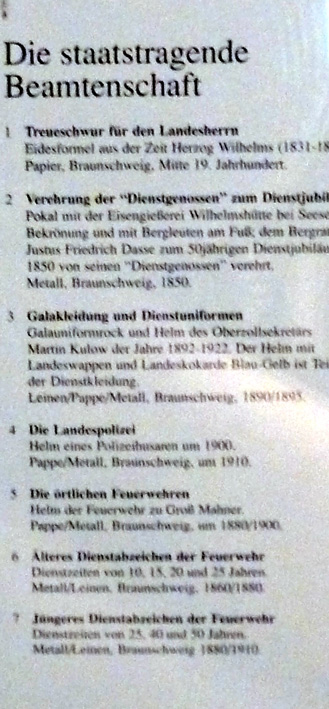 Die staatstragende
Beamtenschaft
1 Treueschwur für den Landesherrn
Eidesformel aus der Zeit Herzog Wilhelms (1831-18
Papier, Braunschweig, Mitte 19. Jahrhundert.
2 Verehrung der “Dienstgenossen” zum Dienstjubil
Pokal mit der Eisengießerei Wilhelmshütte bei Seese
Bekrönung und mit Bergleuten am Fuß; dem Bergrat
Justus Friedrich Dasse zum 50jährigen Dienstjubiläu
1850 von seinen “Dienstgenossen” verehrt.
Metall, Braunschweig, 1850.
3 Galakleidung und Dienstuniformen
Galauniformrock und Helm des Oberzollsekretärs
Martin Kulow der Jahre 1892-1922. Der Helm mit
Landeswappen und Landeskokarde Blau-Gelb ist Tei
der Dienstkleidung.
Leinen/Pappe/Metall, Braunschweig, 1890/1895.
4 Die Landespolizei
Helm eines Polizeihusaren um 1900.
Pappe/Metall, Braunschweig, um 1910.
5 Die örtlichen Feuerwehren
Helm der Feuerwehr zu Groß Mahner.
Pappe/Metall, Braunschweig, um 1880/1900.
6 Älteres Dienstabzeichen der Feuerwehr
Dienstzeiten von 10, 15, 20 und 25 Jahren.
Metall/Leinen, Braunschweig, 1860/1880.
7 Jüngeres Dienstabzeichen der Feuerwehr
Dienstzeiten von 25, 40 und 50 Jahren.
Metall/Leinen, Braunschweig 1880/1910.